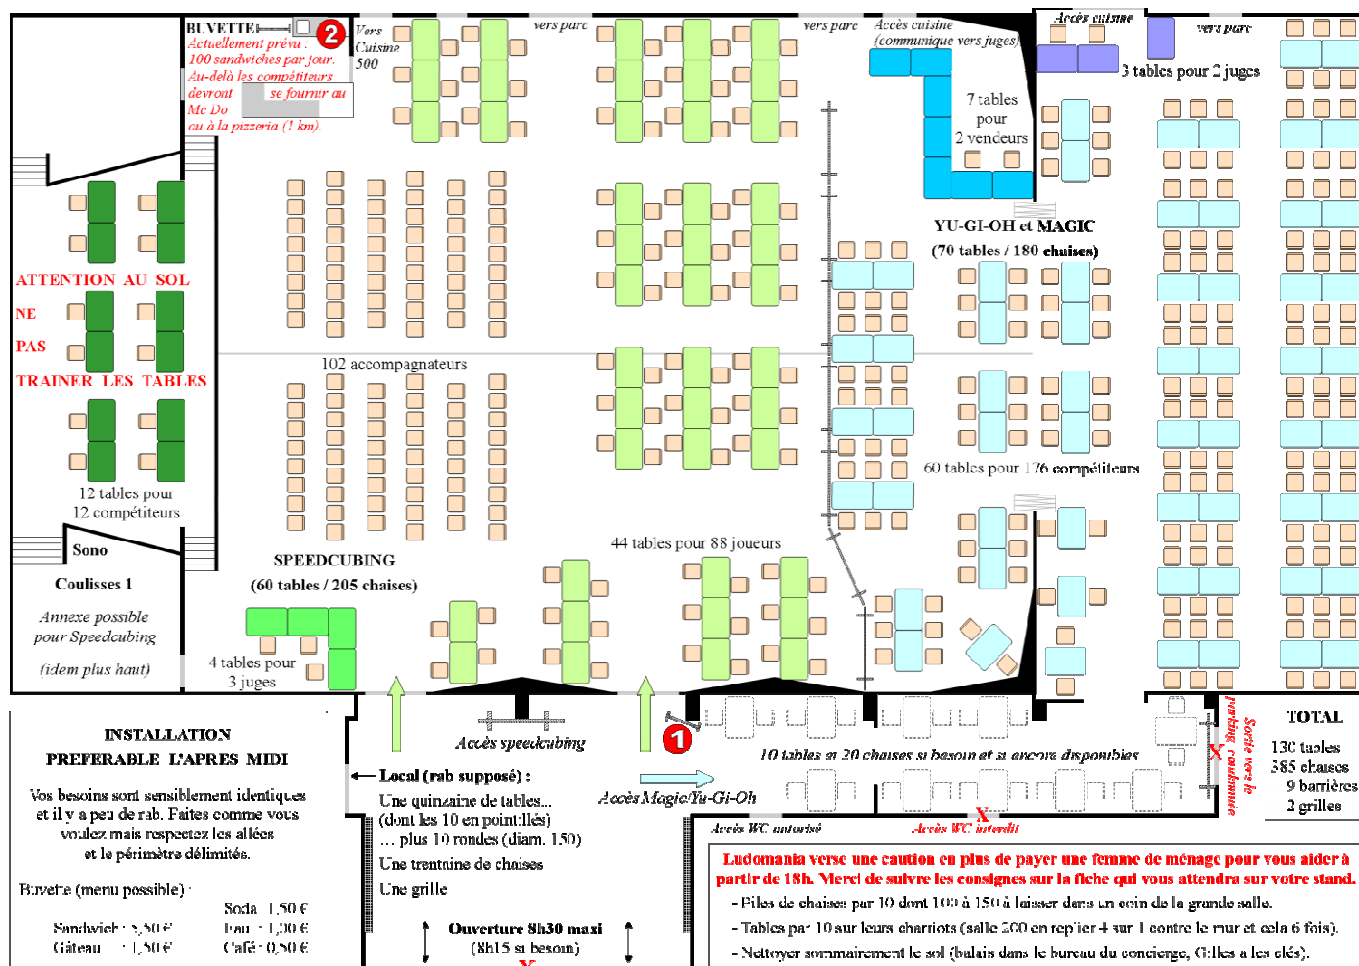 BUVETTE
2
Actuellement prévu :
100 sandwiches par jour.
Au-delà les compétiteurs
devront se fournir au
Mc Do
ou à la pizzeria (1 km).
Vers
Cuisine
500
vers parc
vers parc
Accès cuisine
(communique vers juges)
Accès cuisine
vers parc
3 tables pour 2 juges
7 tables
pour
2 vendeurs
YU-GI-OH et MAGIC
(70 tables / 180 chaises)
ATTENTION AU SOL
NE
PAS
TRAINER LES TABLES
102 accompagnateurs
60 tables pour 176 compétiteurs
12 tables pour
12 compétiteurs
Sono
Coulisses 1
Annexe possible
pour Speedcubing
(idem plus haut)
SPEEDCUBING
(60 tables / 205 chaises)
44 tables pour 88 joueurs
4 tables pour
3 juges
INSTALLATION
PREFERABLE L'APRES MIDI
Vos besoins sont sensiblement identiques
et il y a peu de rab. Faites comme vous
voulez mais respectez les allées
et le périmètre délimités.
Buvette (menu possible) :
Soda 1,50 €
Sandwich : 3,50 € Eau : 1,00 €
Gâteau : 1,50 € Café : 0,50 €
Accès speedcubing
1
Local (rab supposé) :
Une quinzaine de tables...
(dont les 10 en pointillés)
... plus 10 rondes (diam. 150)
Une trentaine de chaises
Une grille
Ouverture 8h30 maxi
(8h15 si besoin)
X
Accès Magic/Yu-Gi-Oh
10 tables et 20 chaises si besoin et si encore disponibles
Accès WC autorisé
X
Accès WC interdit
X
Sortie vers le
parking condamnée
TOTAL
130 tables
385 chaises
9 barrières
2 grilles
Ludomania verse une caution en plus de payer une femme de ménage pour vous aider à
partir de 18h. Merci de suivre les consignes sur la fiche qui vous attendra sur votre stand.
- Piles de chaises par 10 dont 100 à 150 à laisser dans un coin de la grande salle.
- Tables par 10 sur leurs charriots (salle 200 en replier 4 sur 1 contre le mur et cela 6 fois).
- Nettoyer sommairement le sol (balais dans le bureau du concierge, Gilles a les clés).